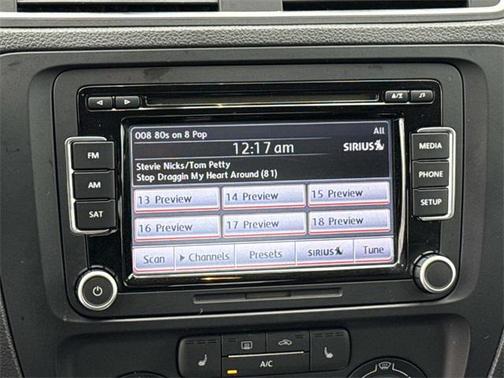 008 80s on 8 Pop All
12:17 am SIRIUS
Stevie Nicks/Tom Petty
Stop Draggin My Heart Around (81)
13 Preview 14 Preview 15 Preview
16 Preview 17 Preview 18 Preview
Scan Channels Presets SIRIUS Tune
FM
AM
SAT
MEDIA
PHONE
SETUP
A/C